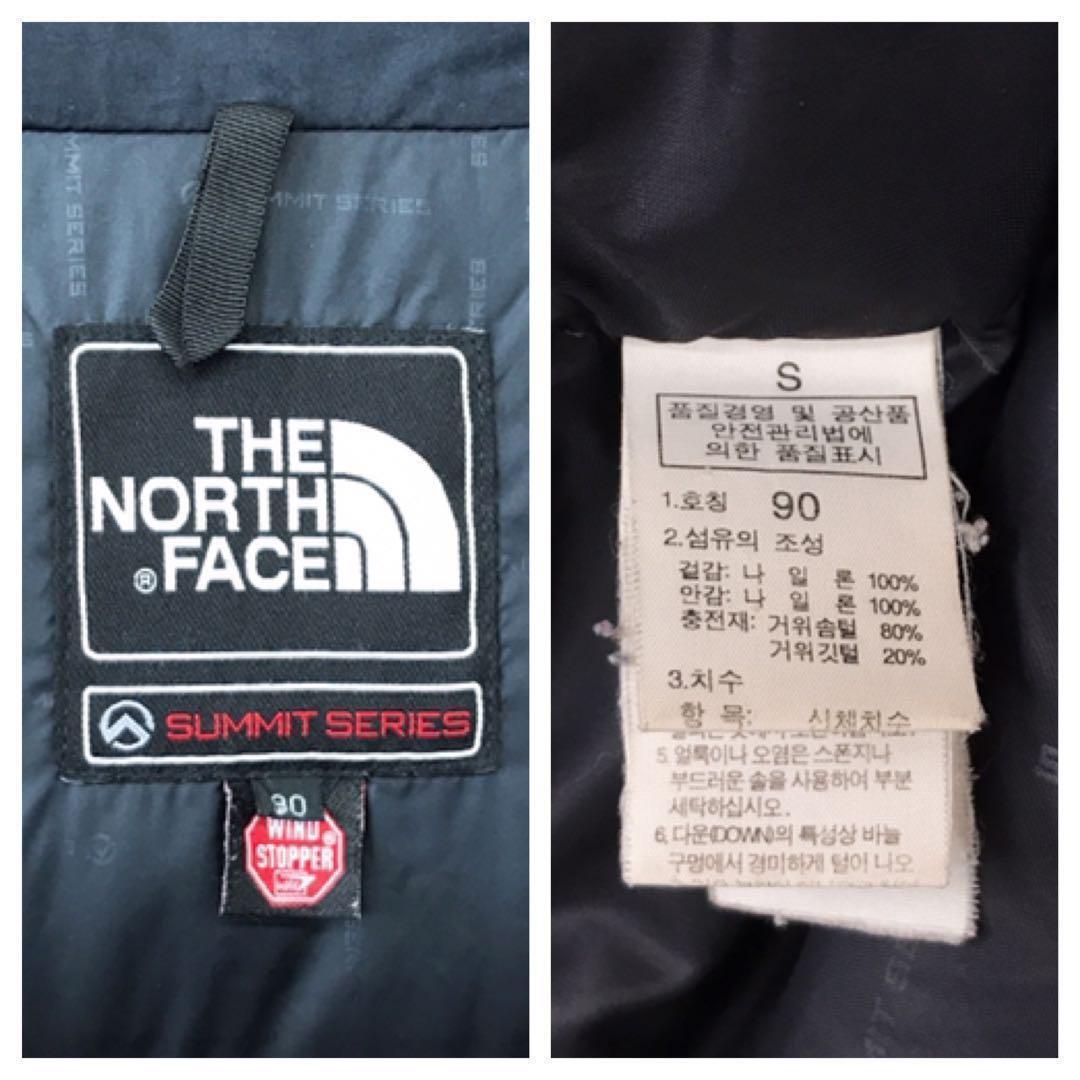 SUMMIT SERIES
THE
NORTH
FACE
®
SUMMIT SERIES
90
WIND
STOPPER®
S
품질경영 및 공산품
안전관리법에
의한 품질표시
1.호칭 90
2.섬유의 조성
겉감: 나 일 론 100%
안감: 나 일 론 100%
충전재: 거위솜털 80%
거위깃털 20%
3.치수
항 목: 신체치수
5. 얼룩이나 오염은 스폰지나
부드러운 솔을 사용하여 부분
세탁하십시오.
6. 다운(DOWN)의 특성상 바늘
구멍에서 경미하게 털어 나오